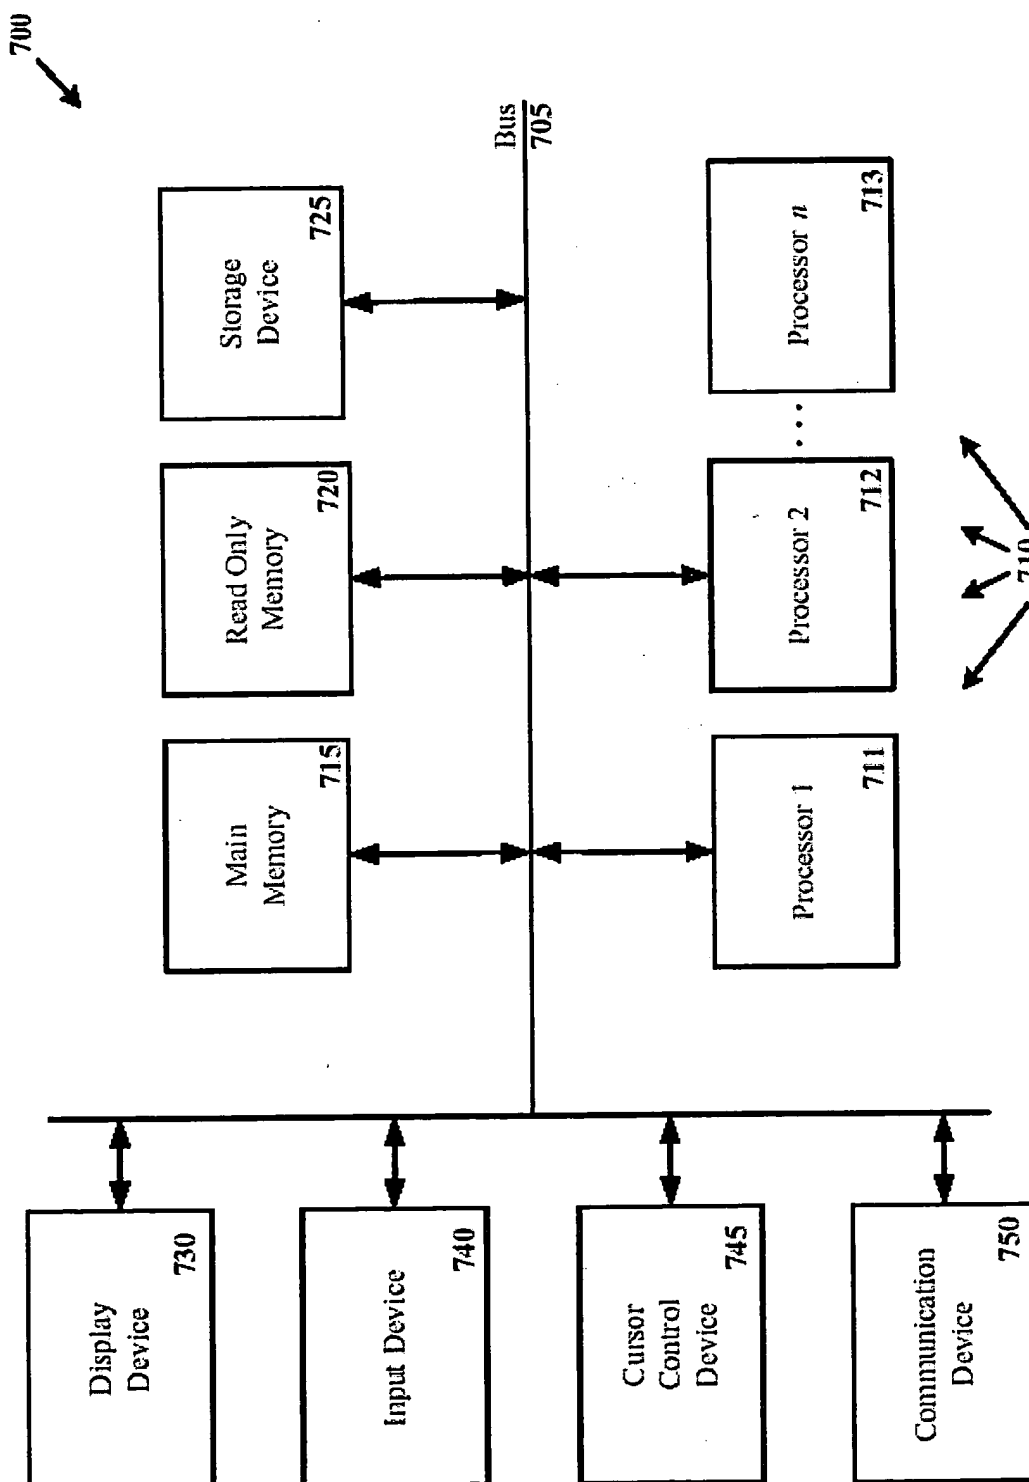 700
Display
Device
730
Main
Memory
715
Read Only
Memory
720
Storage
Device
725
Input Device
740
Bus
705
Cursor
Control
Device
745
Processor 1
711
Processor 2
712
...
Processor n
713
Communication
Device
750
710